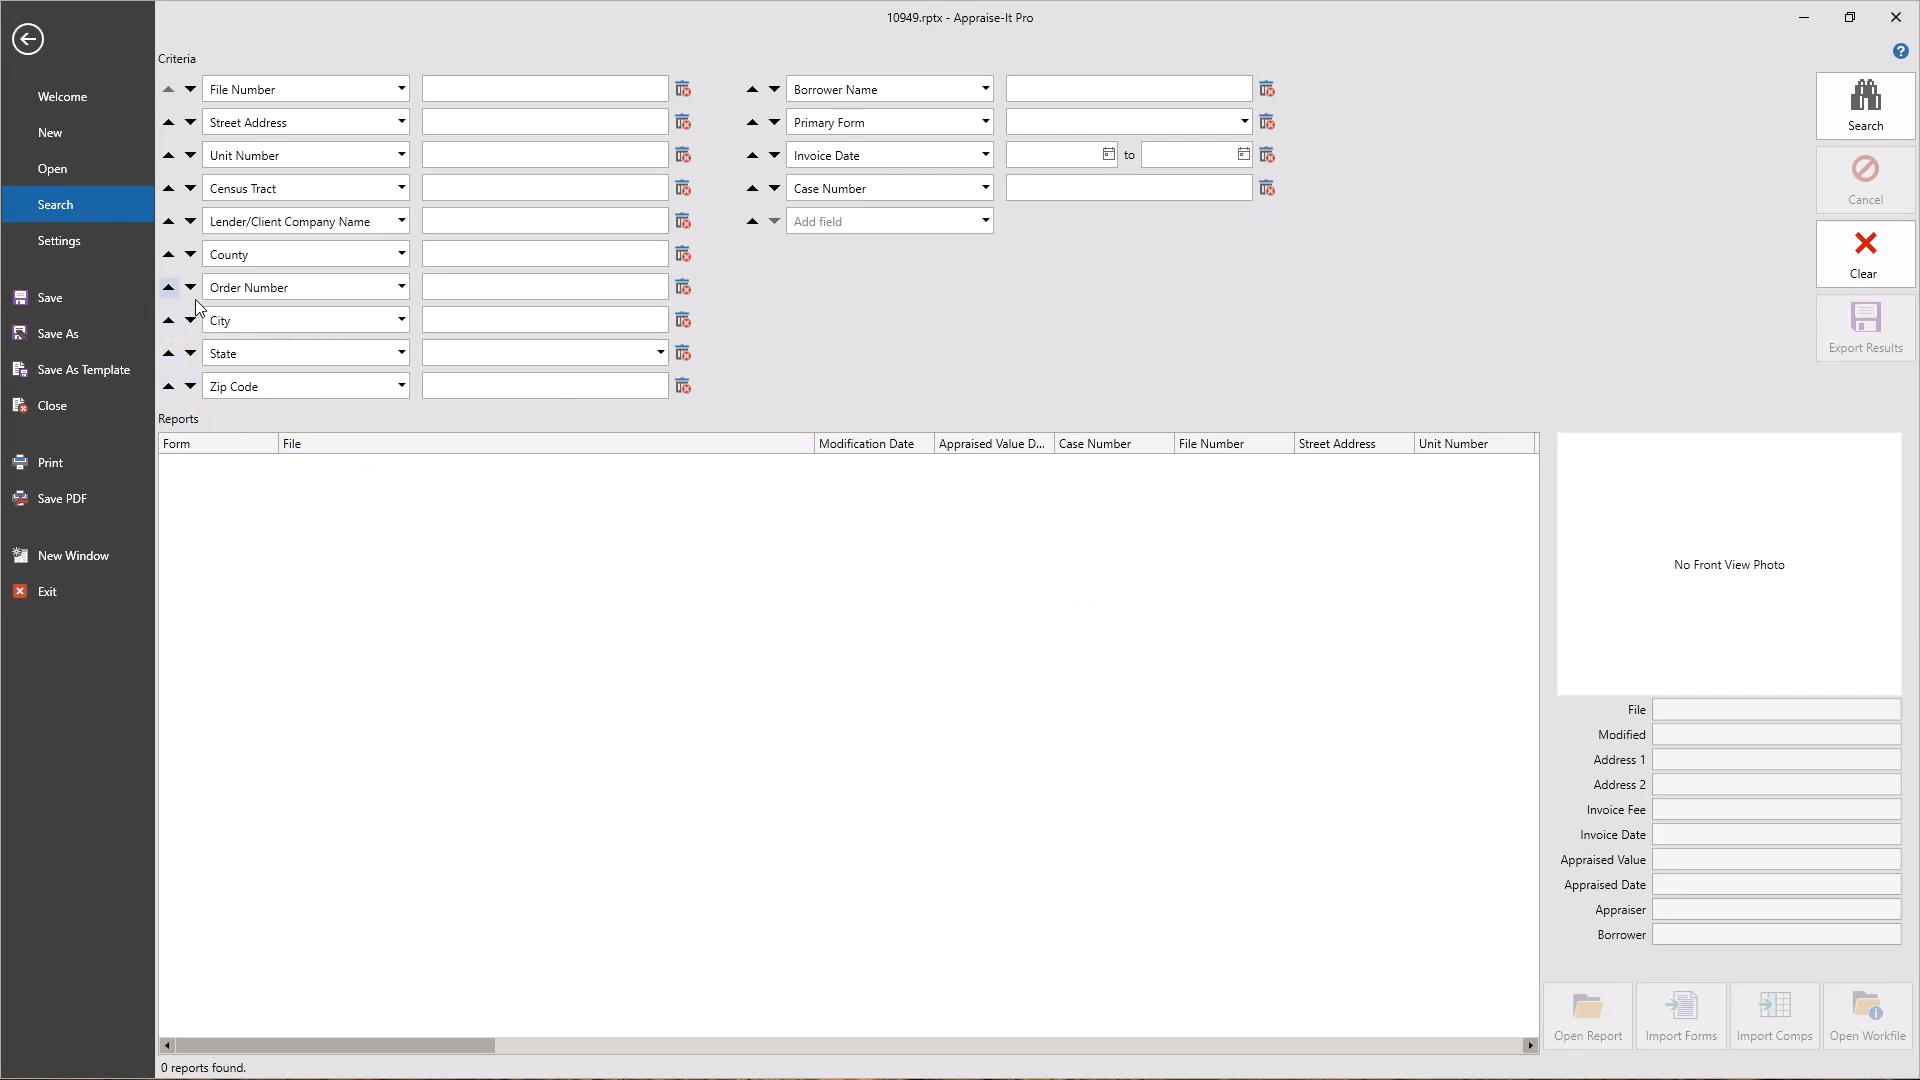 10949.rptx - Appraise-It Pro
Welcome
New
Open
Search
Settings
Save
Save As
Save As Template
Close
Print
Save PDF
New Window
Exit
Criteria
File Number
Street Address
Unit Number
Census Tract
Lender/Client Company Name
County
Order Number
City
State
Zip Code
Borrower Name
Primary Form
Invoice Date to
Case Number
Add field
Search
Cancel
Clear
Export Results
Reports
Form File Modification Date Appraised Value D... Case Number File Number Street Address Unit Number
No Front View Photo
File
Modified
Address 1
Address 2
Invoice Fee
Invoice Date
Appraised Value
Appraised Date
Appraiser
Borrower
Open Report Import Forms Import Comps Open Workfile
0 reports found.